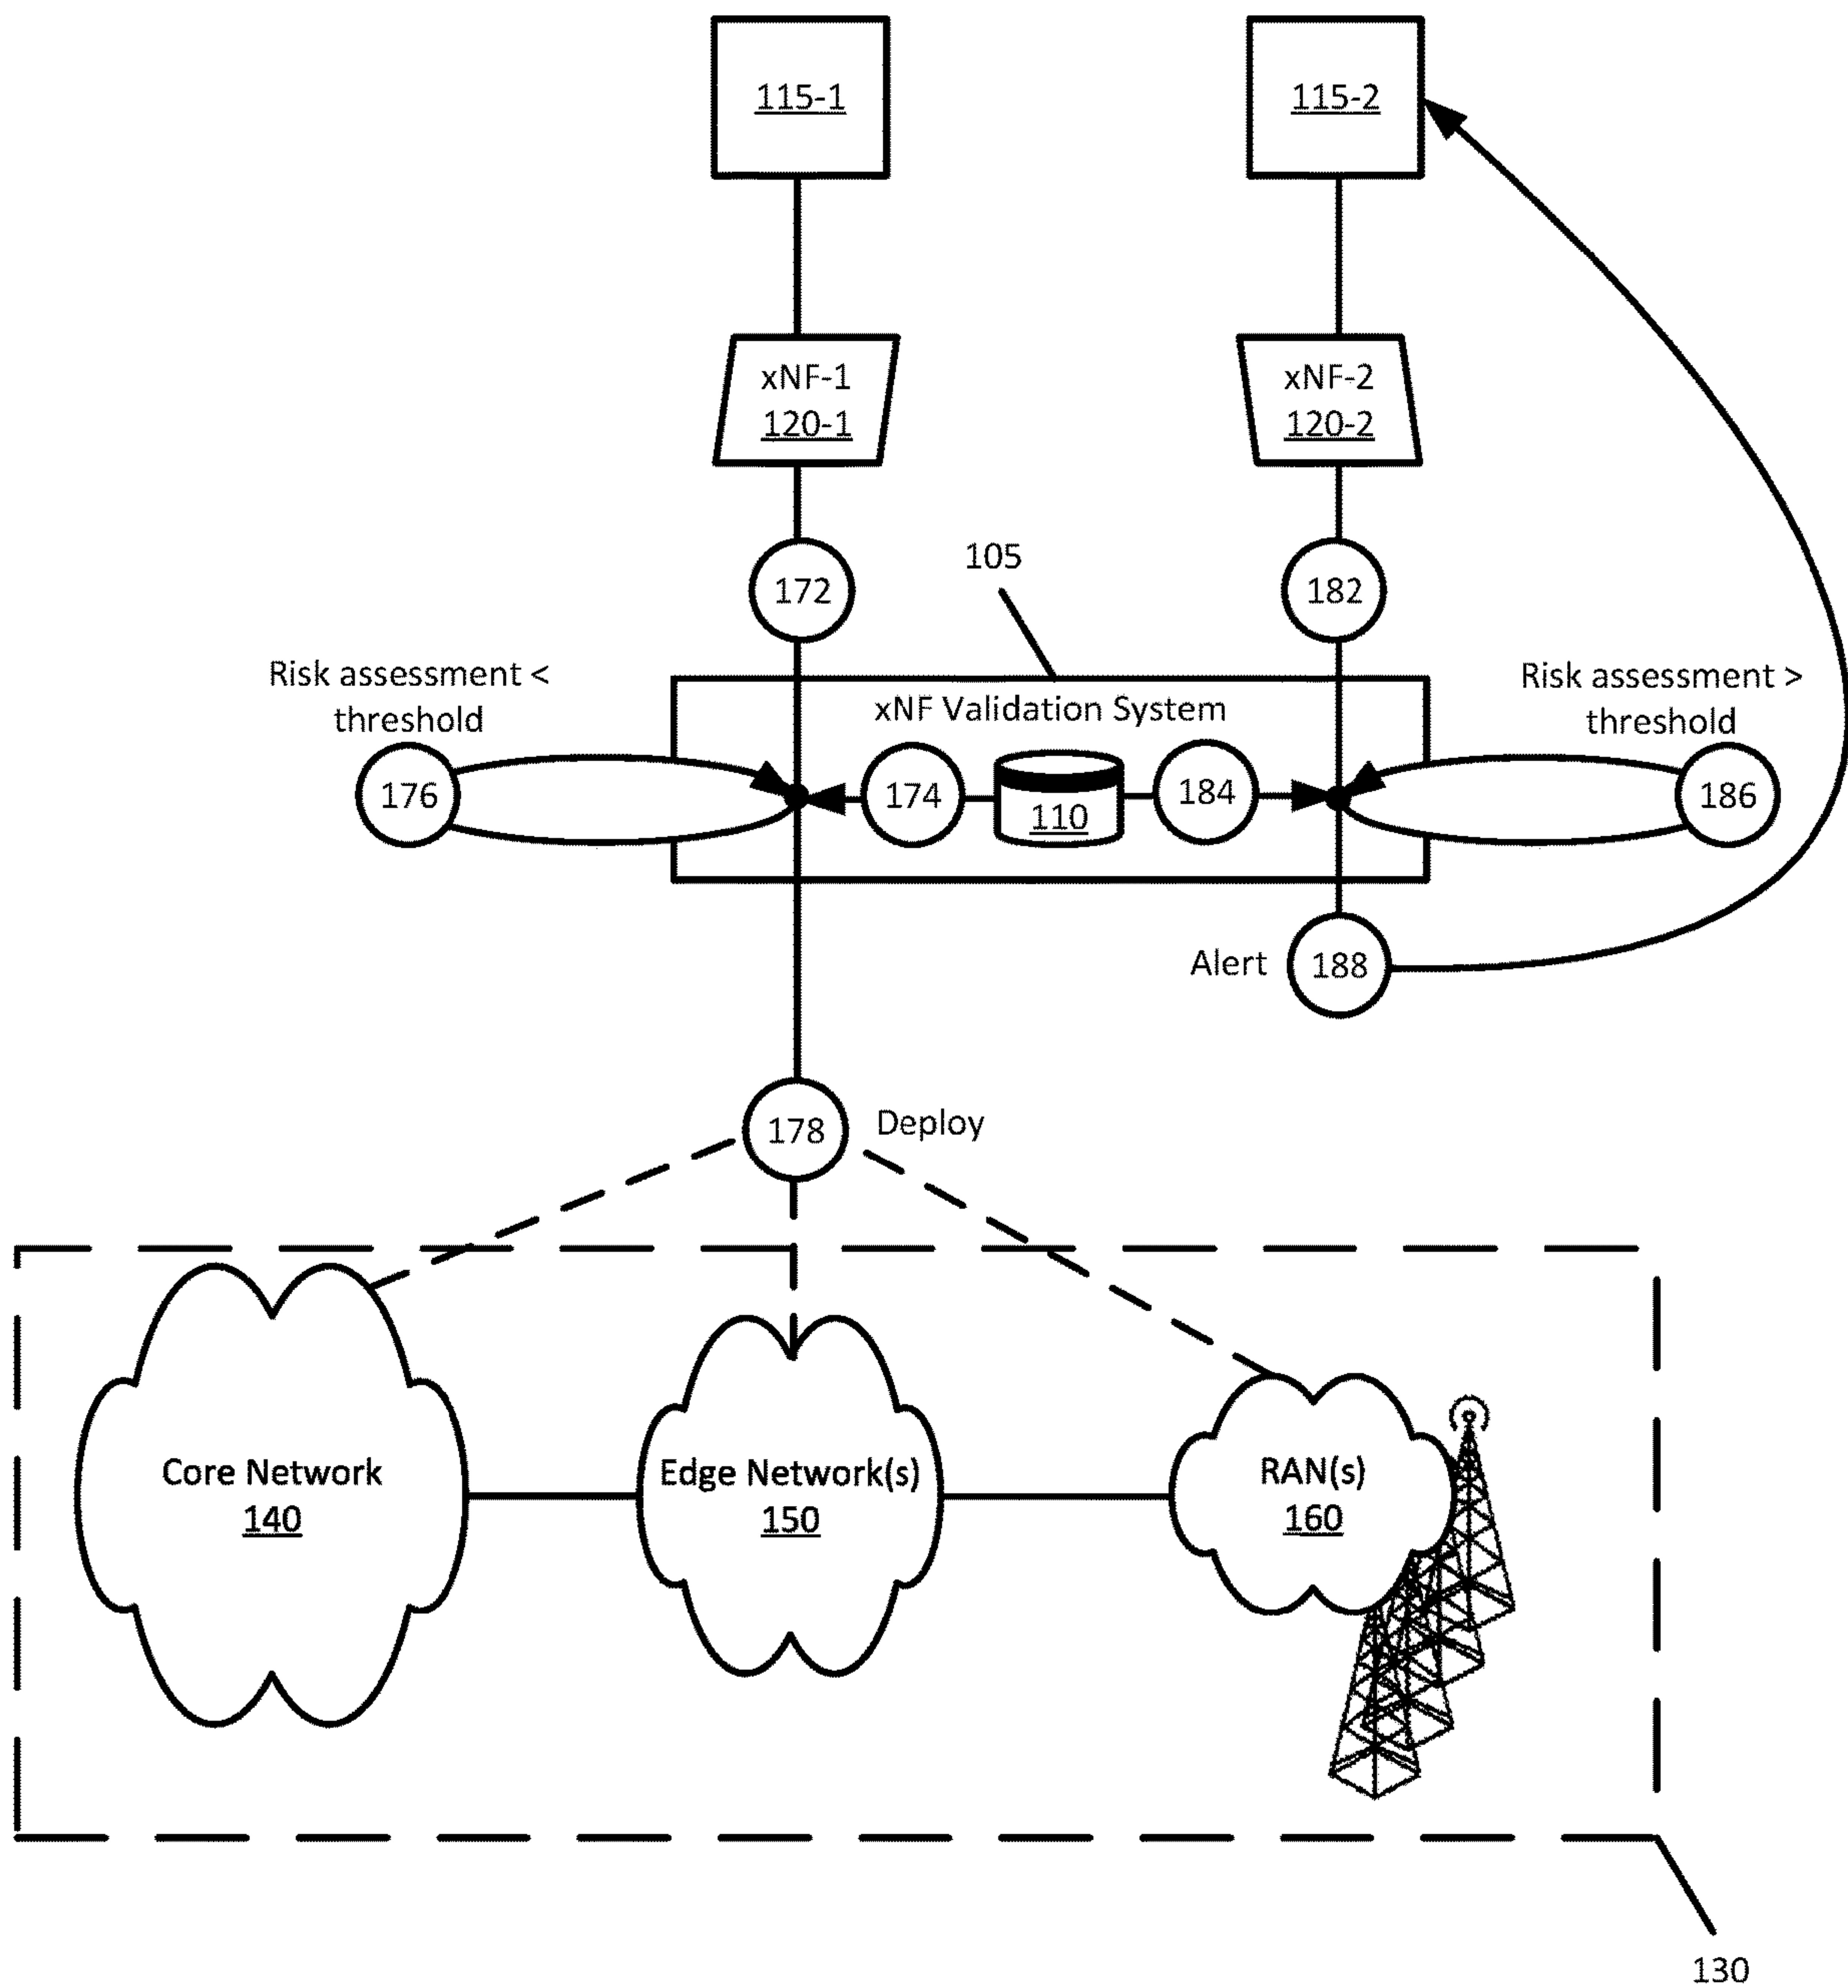 115-1
115-2
xNF-1
120-1
xNF-2
120-2
105
172
182
Risk assessment <
threshold
Risk assessment >
threshold
xNF Validation System
176
174
110
184
186
Alert
188
178
Deploy
Core Network
140
Edge Network(s)
150
RAN(s)
160
130